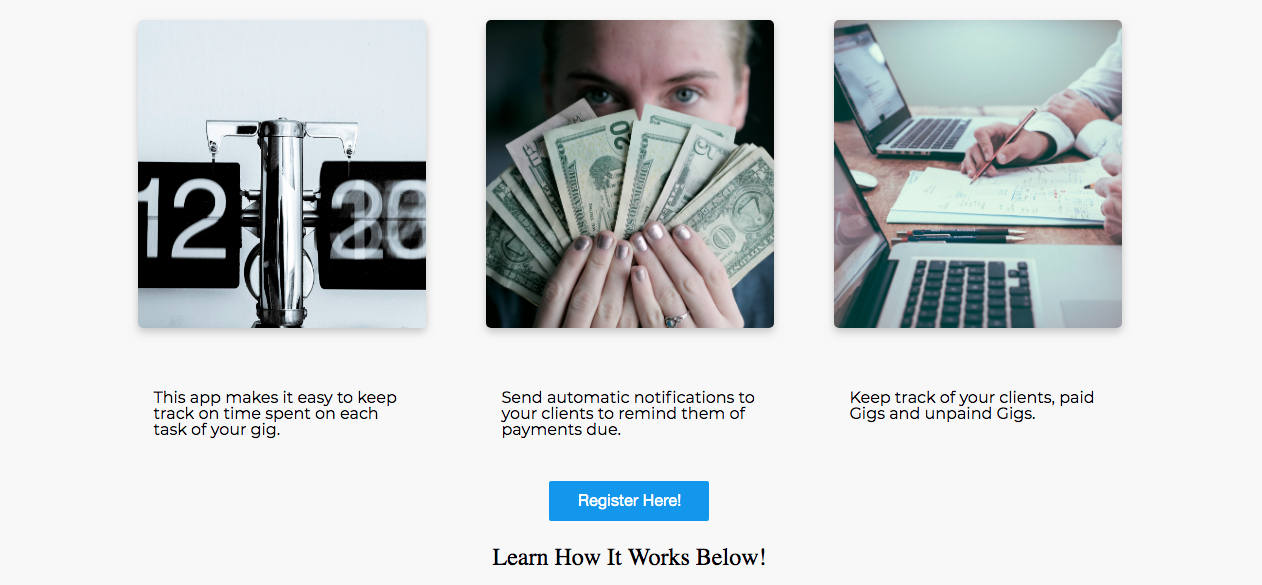 12
20
This app makes it easy to keep
track on time spent on each
task of your gig.
Send automatic notifications to
your clients to remind them of
payments due.
Keep track of your clients, paid
Gigs and unpaind Gigs.
Register Here!
Learn How It Works Below!